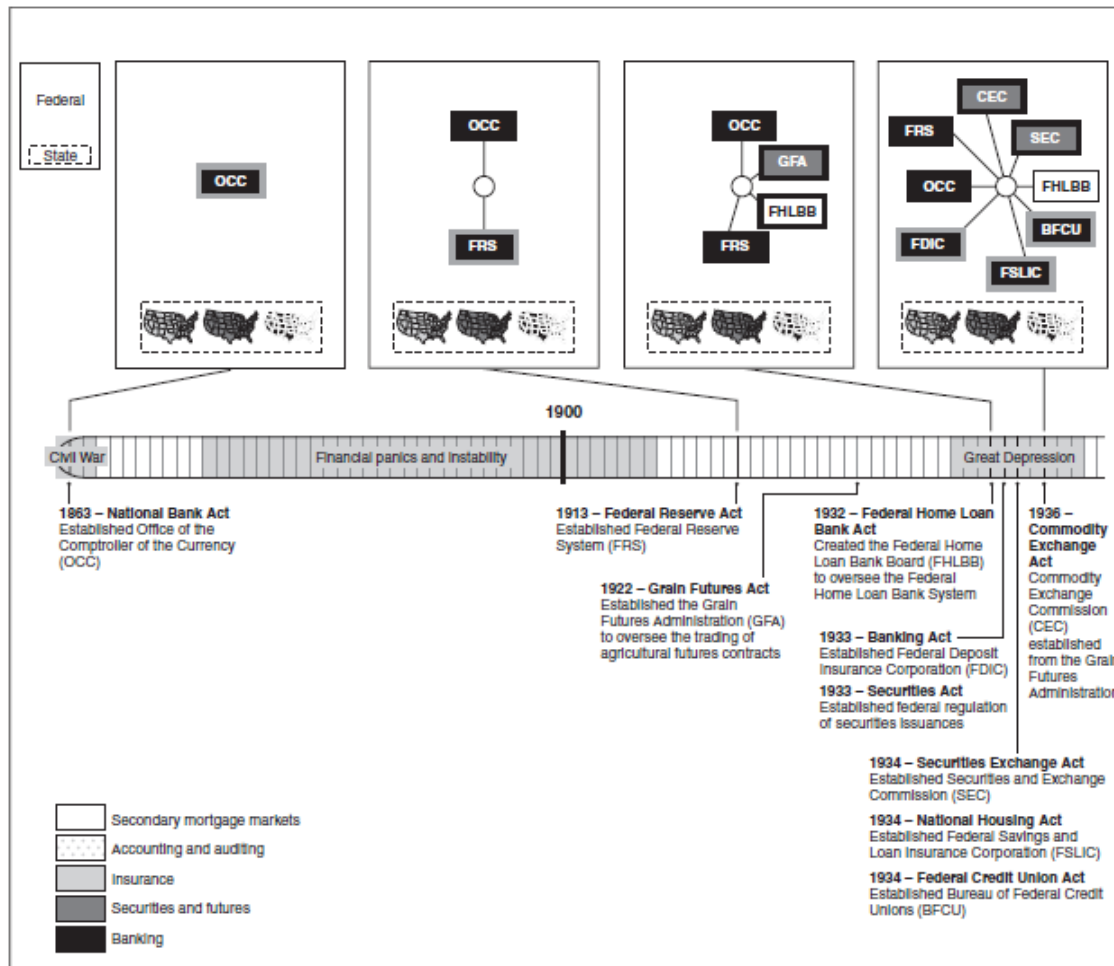 Federal
State
OCC
OCC
FRS
OCC
GFA
FHLBB
FRS
CEC
FRS
SEC
OCC
FHLBB
FDIC
BFCU
FSLIC
1900
Civil War
Financial panics and instability
Great Depression
1863 – National Bank Act
Established Office of the
Comptroller of the Currency
(OCC)
1913 – Federal Reserve Act
Established Federal Reserve
System (FRS)
1922 – Grain Futures Act
Established the Grain
Futures Administration (GFA)
to oversee the trading of
agricultural futures contracts
1932 – Federal Home Loan
Bank Act
Created the Federal Home
Loan Bank Board (FHLBB)
to oversee the Federal
Home Loan Bank System
1933 – Banking Act
Established Federal Deposit
Insurance Corporation (FDIC)
1933 – Securities Act
Established federal regulation
of securities issuances
1934 – Securities Exchange Act
Established Securities and Exchange
Commission (SEC)
1934 – National Housing Act
Established Federal Savings and
Loan Insurance Corporation (FSLIC)
1934 – Federal Credit Union Act
Established Bureau of Federal Credit
Unions (BFCU)
1936 –
Commodity
Exchange
Act
Commodity
Exchange
Commission
(CEC)
established
from the Grain
Futures
Administration
Secondary mortgage markets
Accounting and auditing
Insurance
Securities and futures
Banking